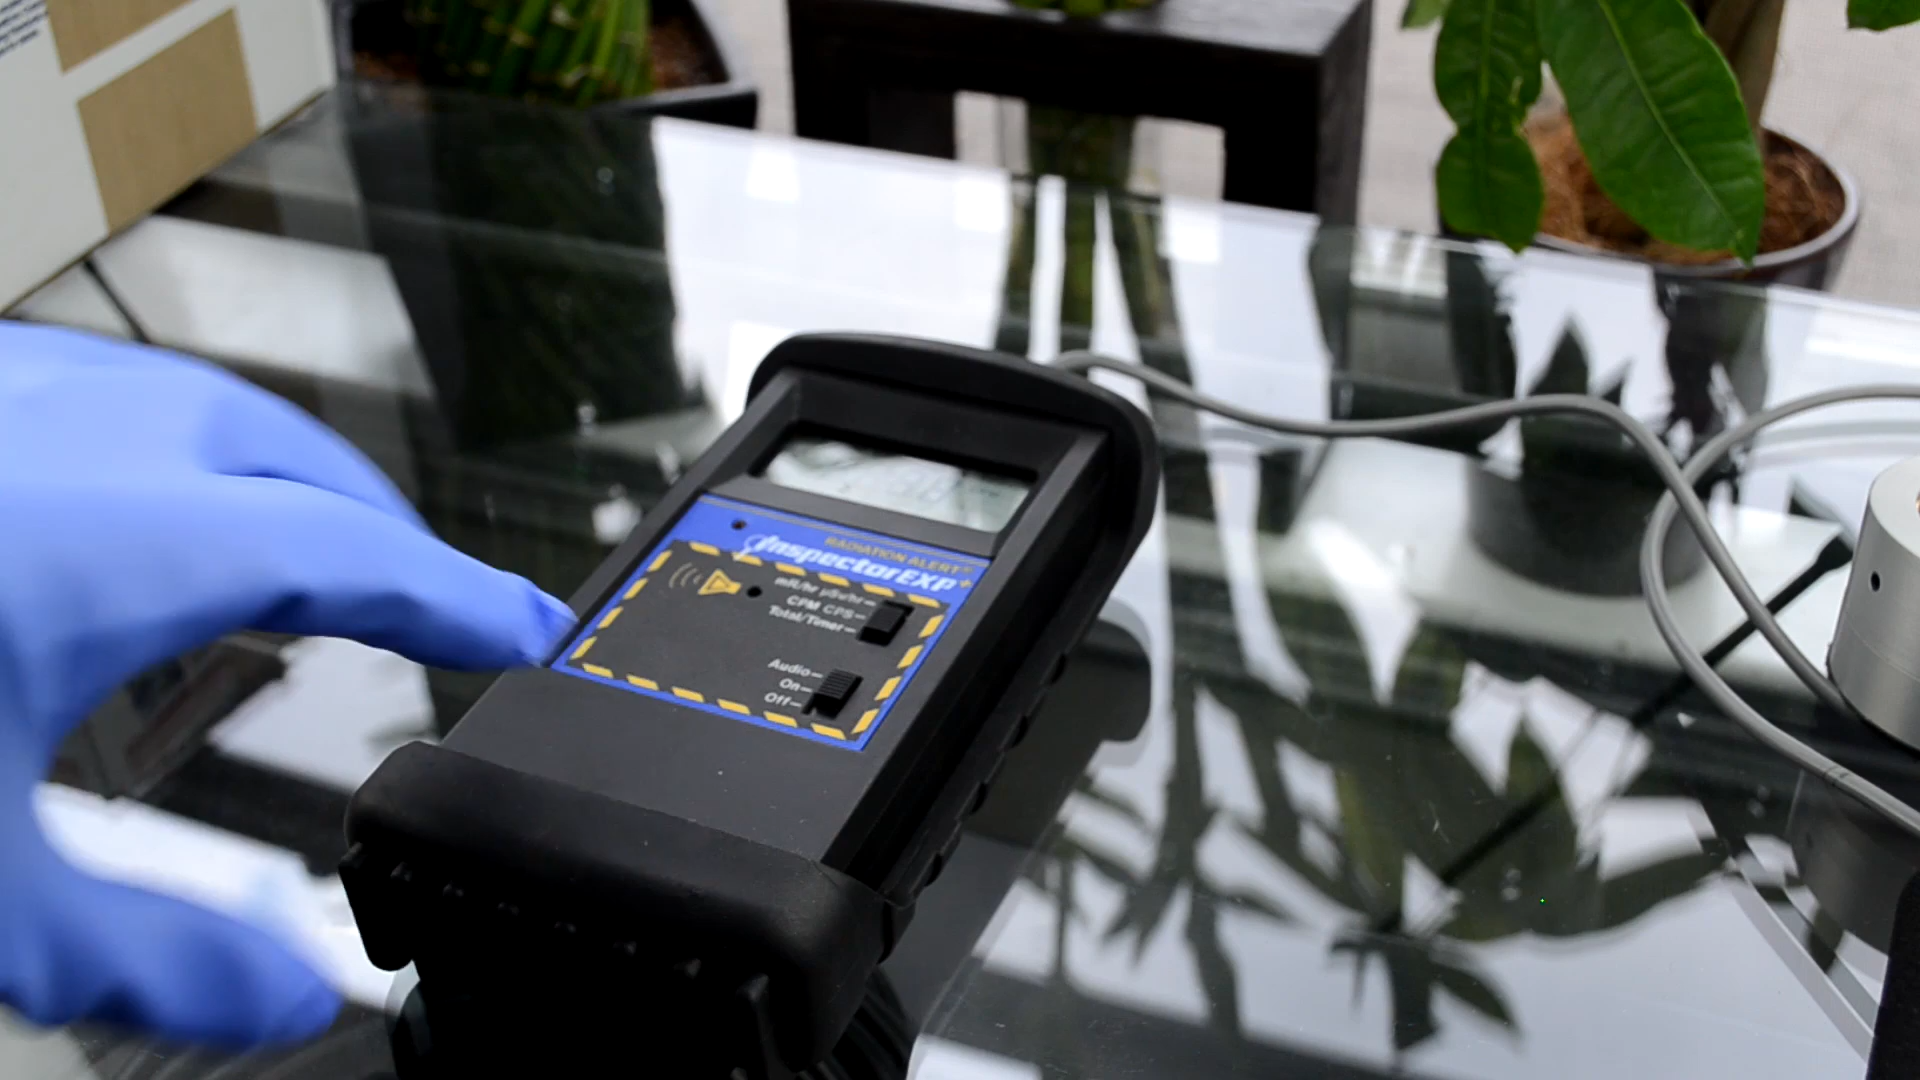 RADIATION ALERT®
InspectorEXP+
mR/hr µSv/hr
CPM CPS
Total/Timer
Audio
On
Off